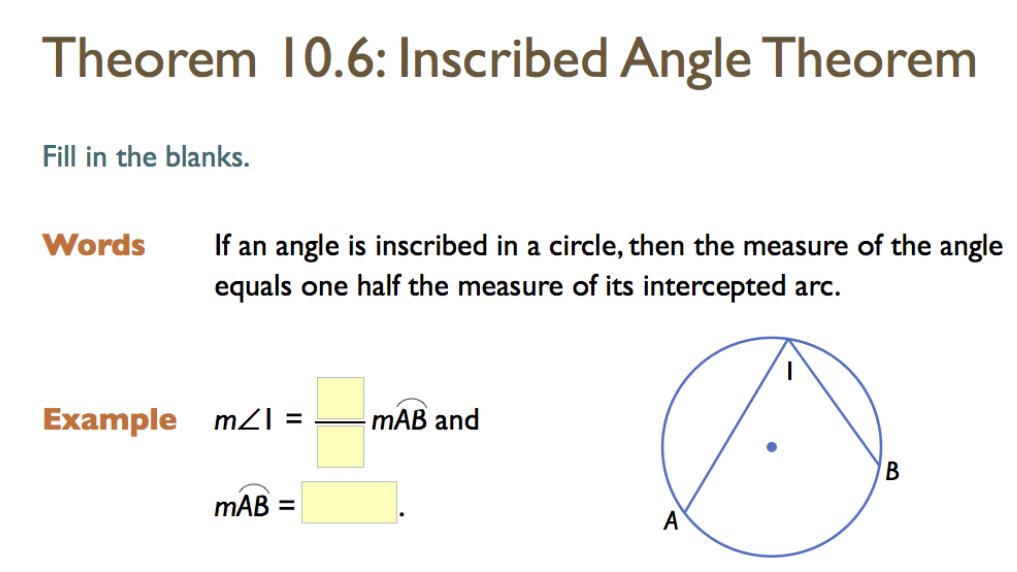 Theorem 10.6: Inscribed Angle Theorem
Fill in the blanks.
Words If an angle is inscribed in a circle, then the measure of the angle
equals one half the measure of its intercepted arc.
1
Example m∠1 = mAB͡ and
B
mAB͡ = .
A